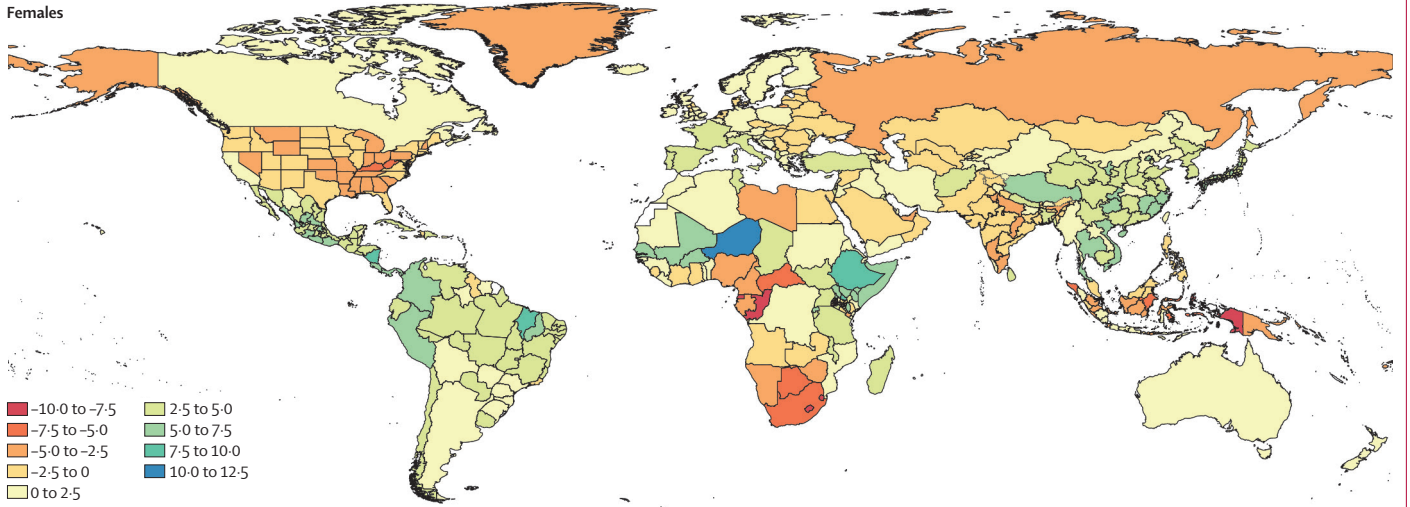 Females
–10·0 to –7·5
–7·5 to –5·0
–5·0 to –2·5
–2·5 to 0
0 to 2·5
2·5 to 5·0
5·0 to 7·5
7·5 to 10·0
10·0 to 12·5